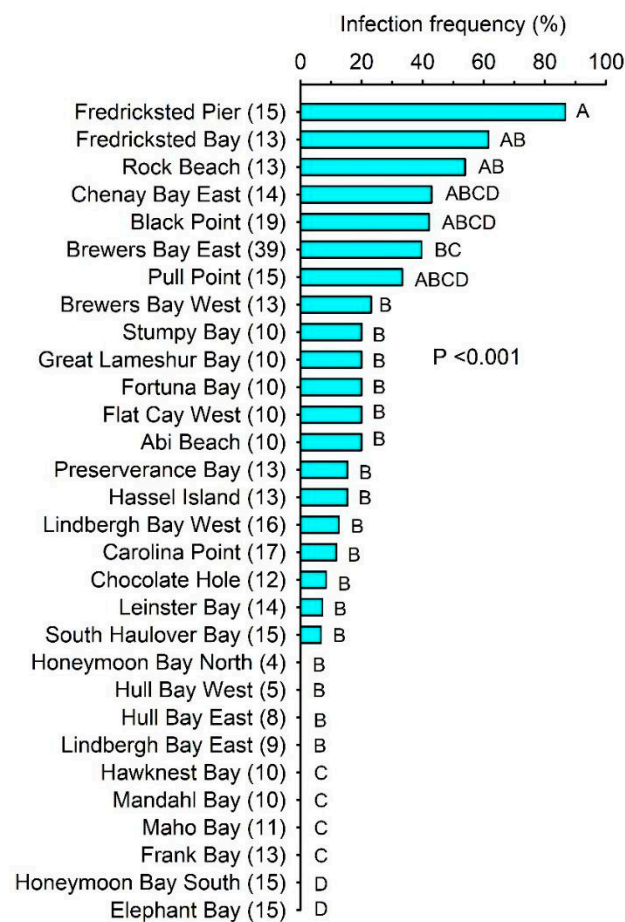 Infection frequency (%)
0 20 40 60 80 100
Fredricksted Pier (15) A
Fredricksted Bay (13) AB
Rock Beach (13) AB
Chenay Bay East (14) ABCD
Black Point (19) ABCD
Brewers Bay East (39) BC
Pull Point (15) ABCD
Brewers Bay West (13) B
Stumpy Bay (10) B
Great Lameshur Bay (10) B P <0.001
Fortuna Bay (10) B
Flat Cay West (10) B
Abi Beach (10) B
Preserverance Bay (13) B
Hassel Island (13) B
Lindbergh Bay West (16) B
Carolina Point (17) B
Chocolate Hole (12) B
Leinster Bay (14) B
South Haulover Bay (15) B
Honeymoon Bay North (4) B
Hull Bay West (5) B
Hull Bay East (8) B
Lindbergh Bay East (9) B
Hawknest Bay (10) C
Mandahl Bay (10) C
Maho Bay (11) C
Frank Bay (13) C
Honeymoon Bay South (15) D
Elephant Bay (15) D